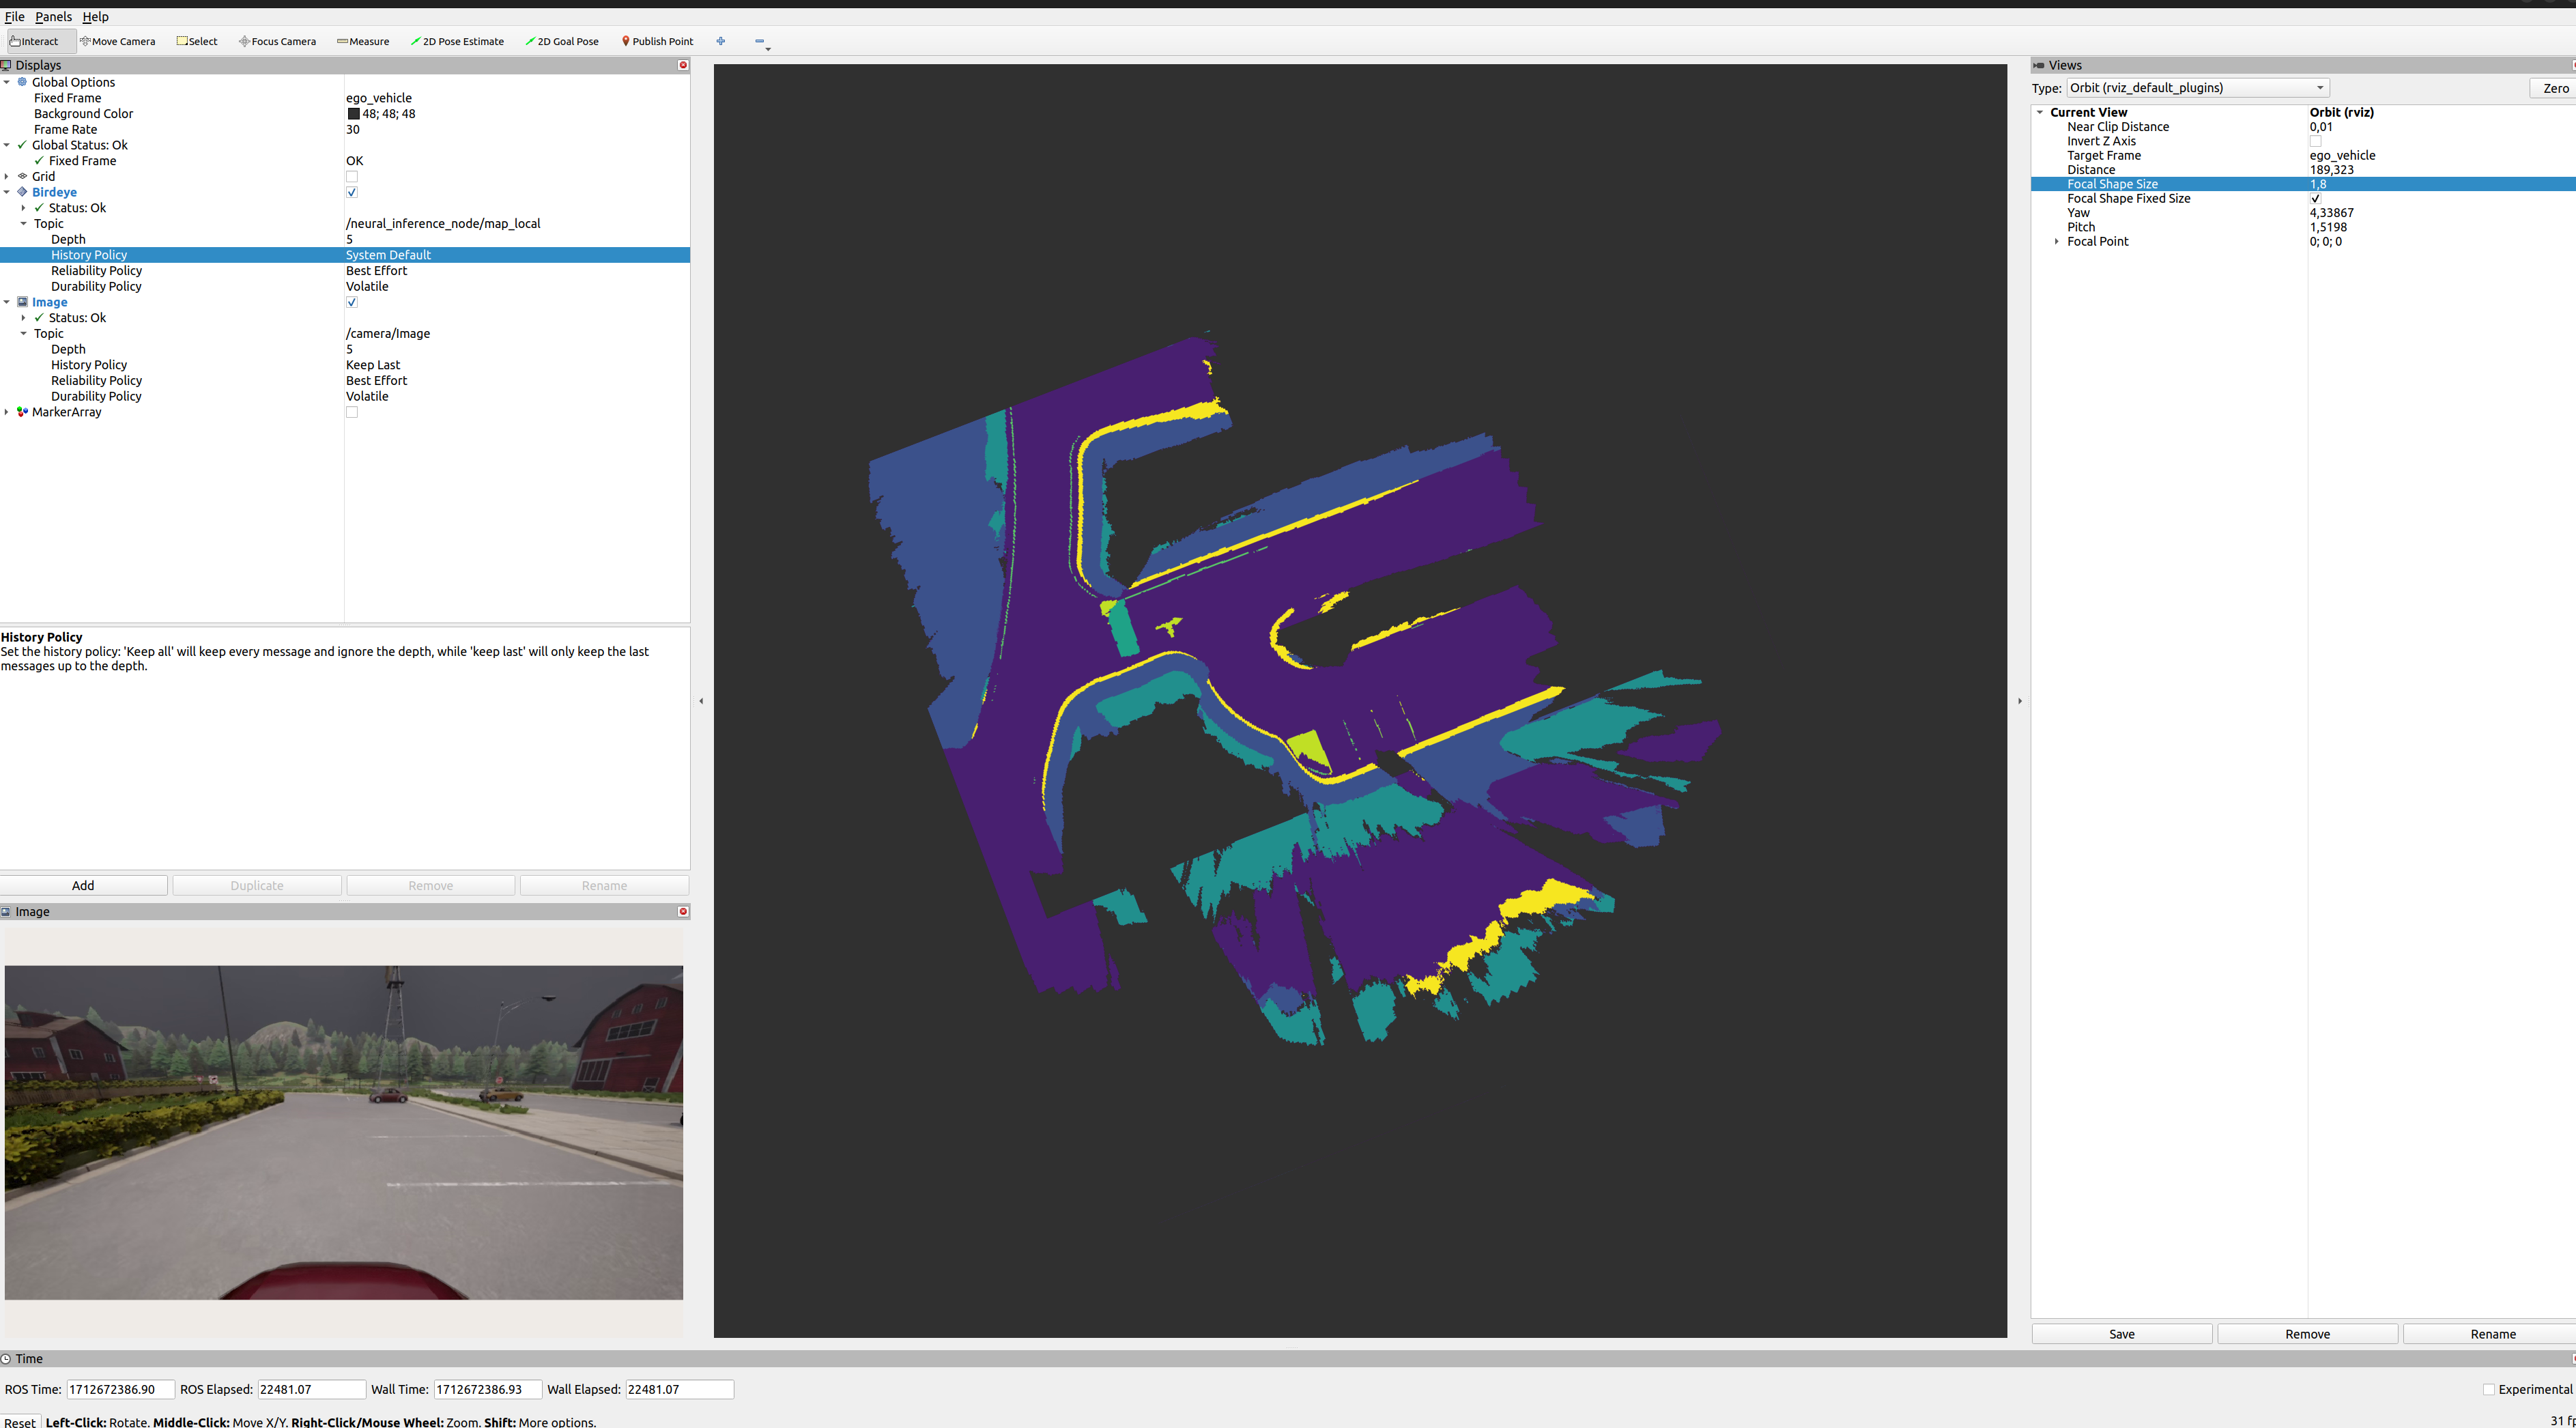 File Panels Help
Interact Move Camera Select Focus Camera Measure 2D Pose Estimate 2D Goal Pose Publish Point
Displays
Global Options
Fixed Frame ego_vehicle
Background Color 48; 48; 48
Frame Rate 30
Global Status: Ok
Fixed Frame OK
Grid
Birdeye
Status: Ok
Topic /neural_inference_node/map_local
Depth 5
History Policy System Default
Reliability Policy Best Effort
Durability Policy Volatile
Image
Status: Ok
Topic /camera/Image
Depth 5
History Policy Keep Last
Reliability Policy Best Effort
Durability Policy Volatile
MarkerArray
History Policy
Set the history policy: 'Keep all' will keep every message and ignore the depth, while 'keep last' will only keep the last
messages up to the depth.
Add Duplicate Remove Rename
Image
Views
Type: Orbit (rviz_default_plugins) Zero
Current View Orbit (rviz)
Near Clip Distance 0,01
Invert Z Axis
Target Frame ego_vehicle
Distance 189,323
Focal Shape Size 1,8
Focal Shape Fixed Size
Yaw 4,33867
Pitch 1,5198
Focal Point 0; 0; 0
Save Remove Rename
Time
ROS Time: 1712672386.90 ROS Elapsed: 22481.07 Wall Time: 1712672386.93 Wall Elapsed: 22481.07 Experimental
Reset Left-Click: Rotate. Middle-Click: Move X/Y. Right-Click/Mouse Wheel: Zoom. Shift: More options. 31